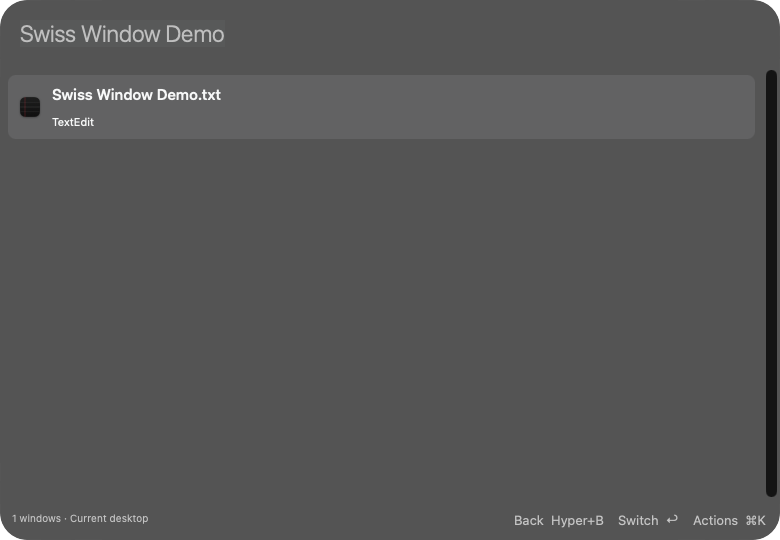 Swiss Window Demo
Swiss Window Demo.txt
TextEdit
1 windows · Current desktop
Back Hyper+B Switch ↩ Actions ⌘K